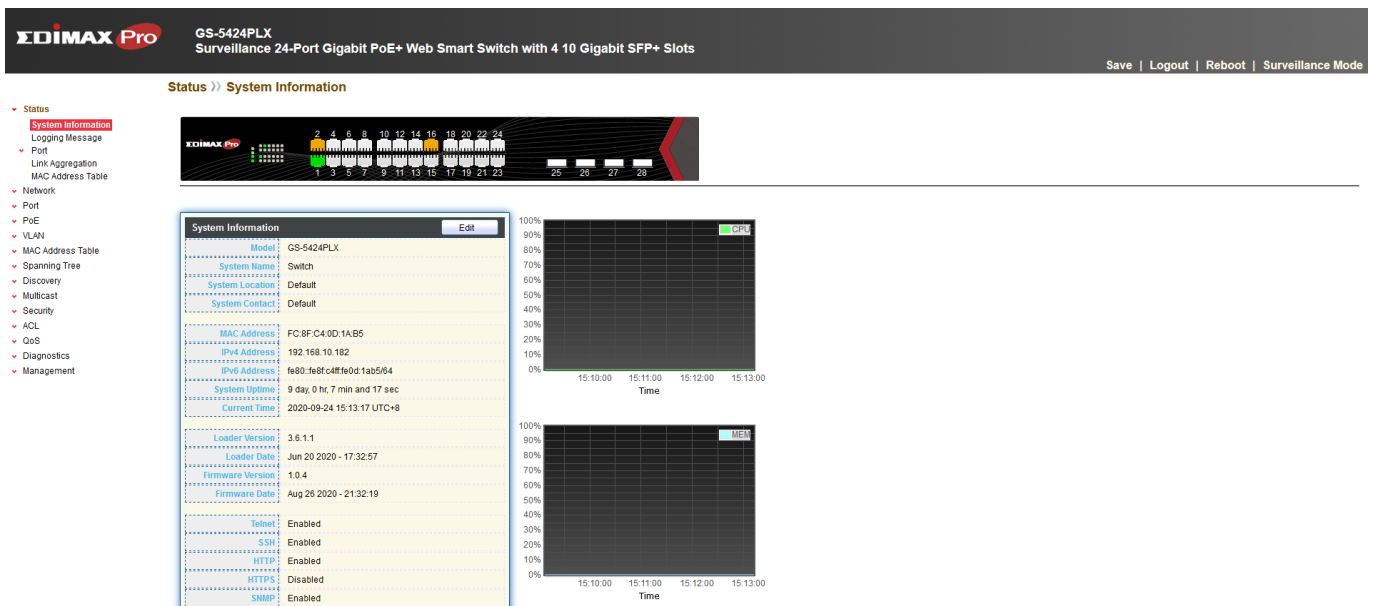 EDIMAX Pro
GS-5424PLX
Surveillance 24-Port Gigabit PoE+ Web Smart Switch with 4 10 Gigabit SFP+ Slots
Save | Logout | Reboot | Surveillance Mode
Status » System Information
Status
System Information
Logging Message
Port
Link Aggregation
MAC Address Table
Network
Port
PoE
VLAN
MAC Address Table
Spanning Tree
Discovery
Multicast
Security
ACL
QoS
Diagnostics
Management
EDIMAX Pro
2 4 6 8 10 12 14 16 18 20 22 24
1 3 5 7 9 11 13 15 17 19 21 23 25 26 27 28
System Information Edit
Model GS-5424PLX
System Name Switch
System Location Default
System Contact Default
MAC Address FC:8F:C4:0D:1A:B5
IPv4 Address 192.168.10.182
IPv6 Address fe80::fe8f:c4ff:fe0d:1ab5/64
System Uptime 9 day, 0 hr, 7 min and 17 sec
Current Time 2020-09-24 15:13:17 UTC+8
Loader Version 3.6.1.1
Loader Date Jun 20 2020 - 17:32:57
Firmware Version 1.0.4
Firmware Date Aug 26 2020 - 21:32:19
Telnet Enabled
SSH Enabled
HTTP Enabled
HTTPS Disabled
SNMP Enabled
100%
CPU
90%
80%
70%
60%
50%
40%
30%
20%
10%
0%
15:10:00 15:11:00 15:12:00 15:13:00
Time
100%
MEM
90%
80%
70%
60%
50%
40%
30%
20%
10%
0%
15:10:00 15:11:00 15:12:00 15:13:00
Time